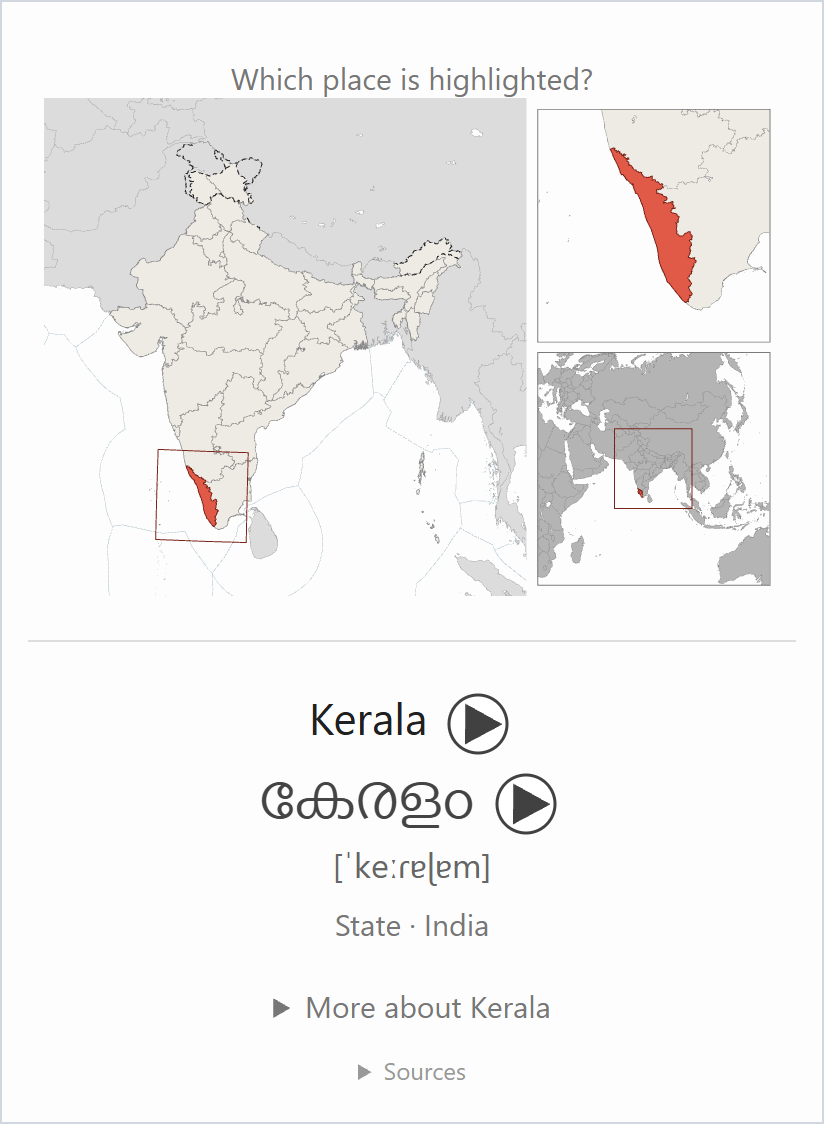 Which place is highlighted?
Kerala
കേരളം
[ˈkeːɾɐɭɐm]
State · India
More about Kerala
Sources